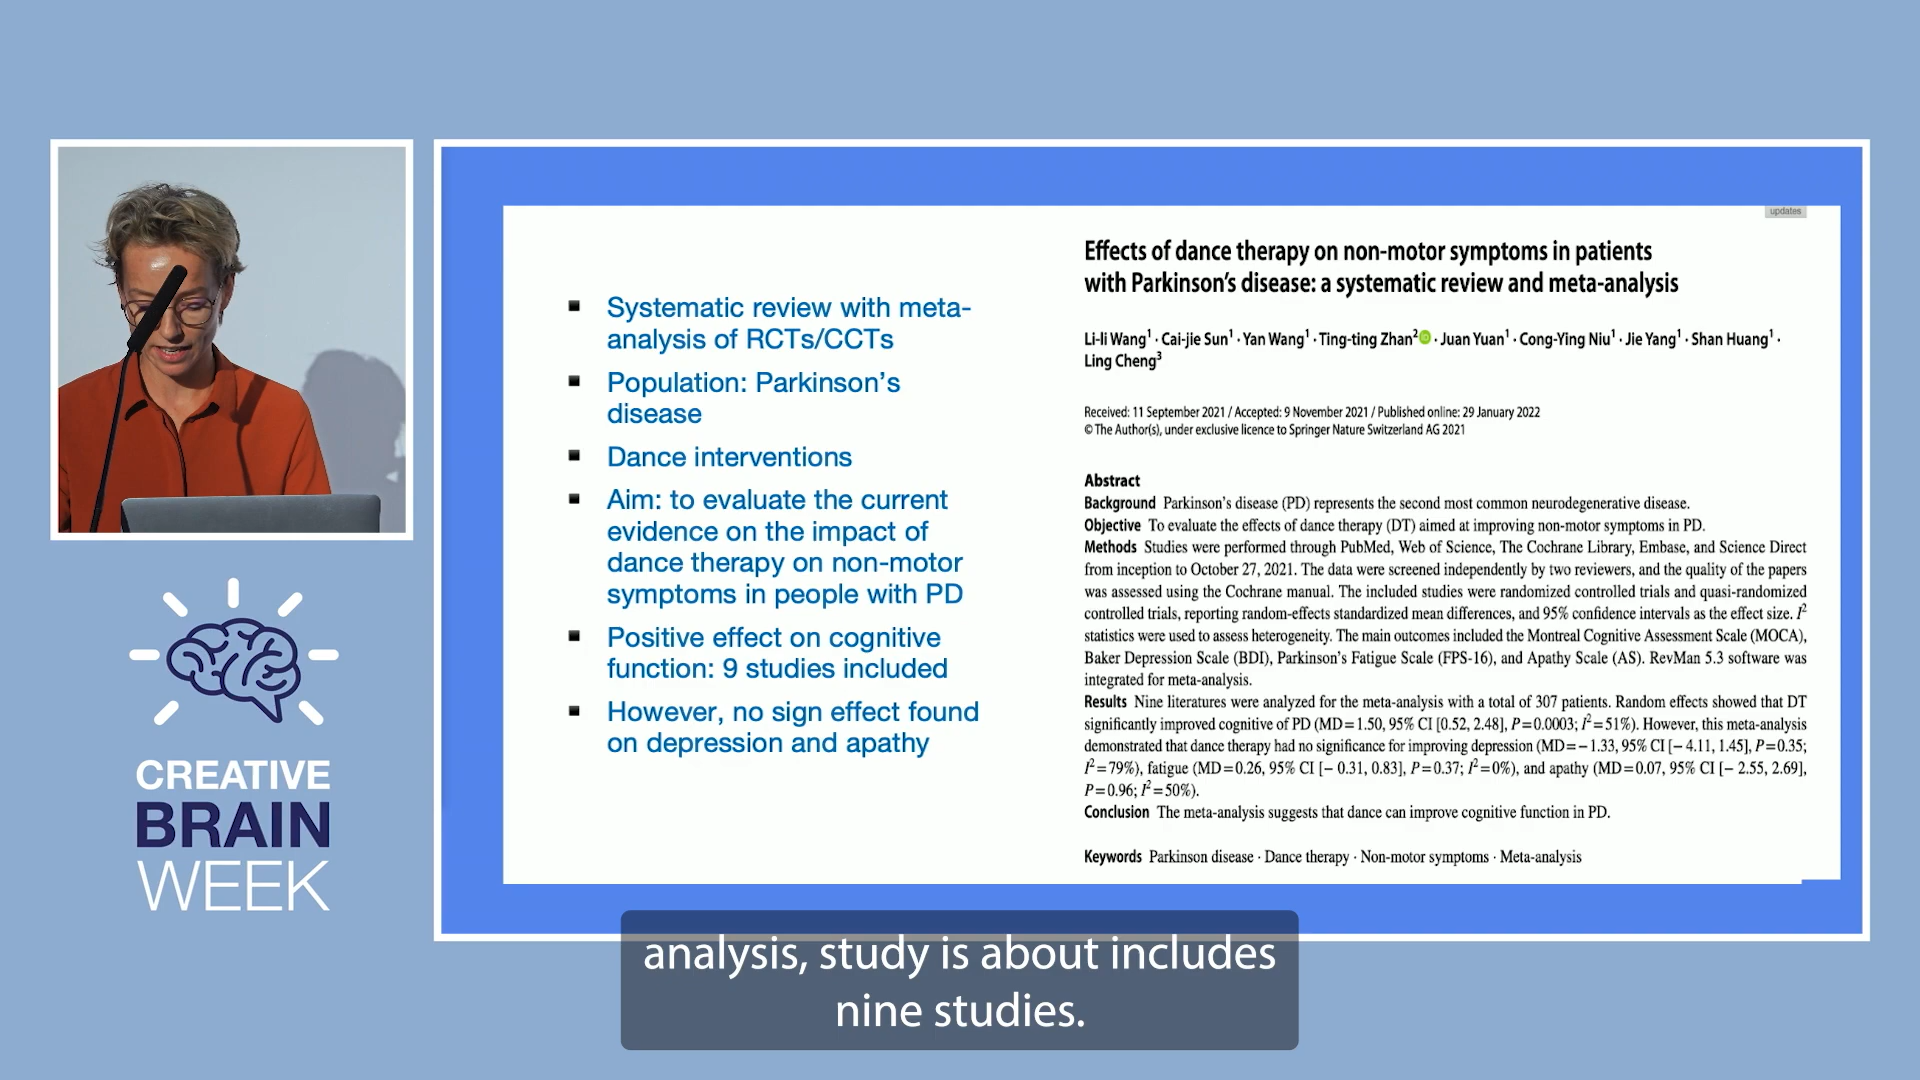 updates
Effects of dance therapy on non-motor symptoms in patients
with Parkinson's disease: a systematic review and meta-analysis
Li-li Wang¹ · Cai-jie Sun¹ · Yan Wang¹ · Ting-ting Zhan² · Juan Yuan¹ · Cong-Ying Niu¹ · Jie Yang¹ · Shan Huang¹ ·
Ling Cheng³
Received: 11 September 2021 / Accepted: 9 November 2021 / Published online: 29 January 2022
© The Author(s), under exclusive licence to Springer Nature Switzerland AG 2021
Abstract
Background Parkinson's disease (PD) represents the second most common neurodegenerative disease.
Objective To evaluate the effects of dance therapy (DT) aimed at improving non-motor symptoms in PD.
Methods Studies were performed through PubMed, Web of Science, The Cochrane Library, Embase, and Science Direct
from inception to October 27, 2021. The data were screened independently by two reviewers, and the quality of the papers
was assessed using the Cochrane manual. The included studies were randomized controlled trials and quasi-randomized
controlled trials, reporting random-effects standardized mean differences, and 95% confidence intervals as the effect size. I²
statistics were used to assess heterogeneity. The main outcomes included the Montreal Cognitive Assessment Scale (MOCA),
Baker Depression Scale (BDI), Parkinson's Fatigue Scale (FPS-16), and Apathy Scale (AS). RevMan 5.3 software was
integrated for meta-analysis.
Results Nine literatures were analyzed for the meta-analysis with a total of 307 patients. Random effects showed that DT
significantly improved cognitive of PD (MD=1.50, 95% CI [0.52, 2.48], P=0.0003; I²=51%). However, this meta-analysis
demonstrated that dance therapy had no significance for improving depression (MD=−1.33, 95% CI [− 4.11, 1.45], P=0.35;
I²=79%), fatigue (MD=0.26, 95% CI [− 0.31, 0.83], P=0.37; I²=0%), and apathy (MD=0.07, 95% CI [− 2.55, 2.69],
P=0.96; I²=50%).
Conclusion The meta-analysis suggests that dance can improve cognitive function in PD.
Keywords Parkinson disease · Dance therapy · Non-motor symptoms · Meta-analysis
▪ Systematic review with meta-
analysis of RCTs/CCTs
▪ Population: Parkinson's
disease
▪ Dance interventions
▪ Aim: to evaluate the current
evidence on the impact of
dance therapy on non-motor
symptoms in people with PD
▪ Positive effect on cognitive
function: 9 studies included
▪ However, no sign effect found
on depression and apathy
CREATIVE
BRAIN
WEEK
analysis, study is about includes
nine studies.